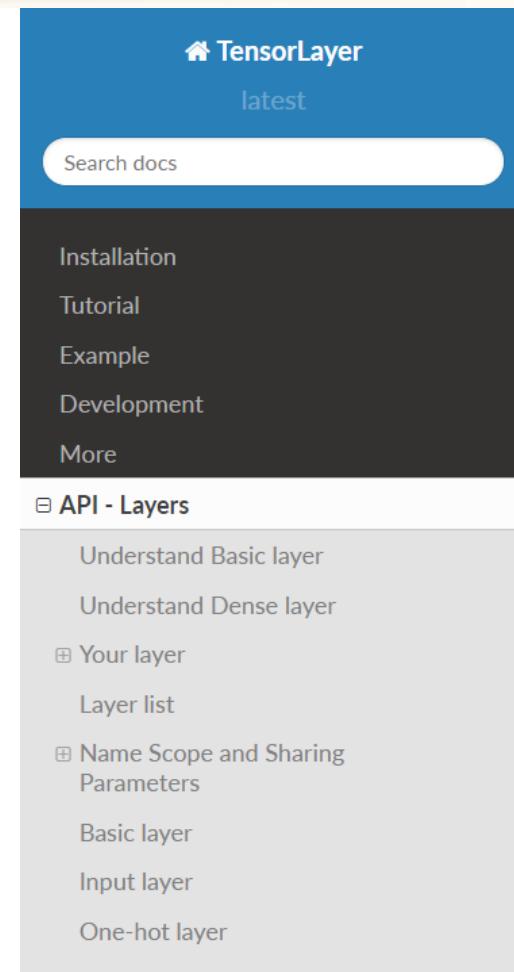 TensorLayer
latest
Search docs
Installation
Tutorial
Example
Development
More
API - Layers
Understand Basic layer
Understand Dense layer
Your layer
Layer list
Name Scope and Sharing
Parameters
Basic layer
Input layer
One-hot layer